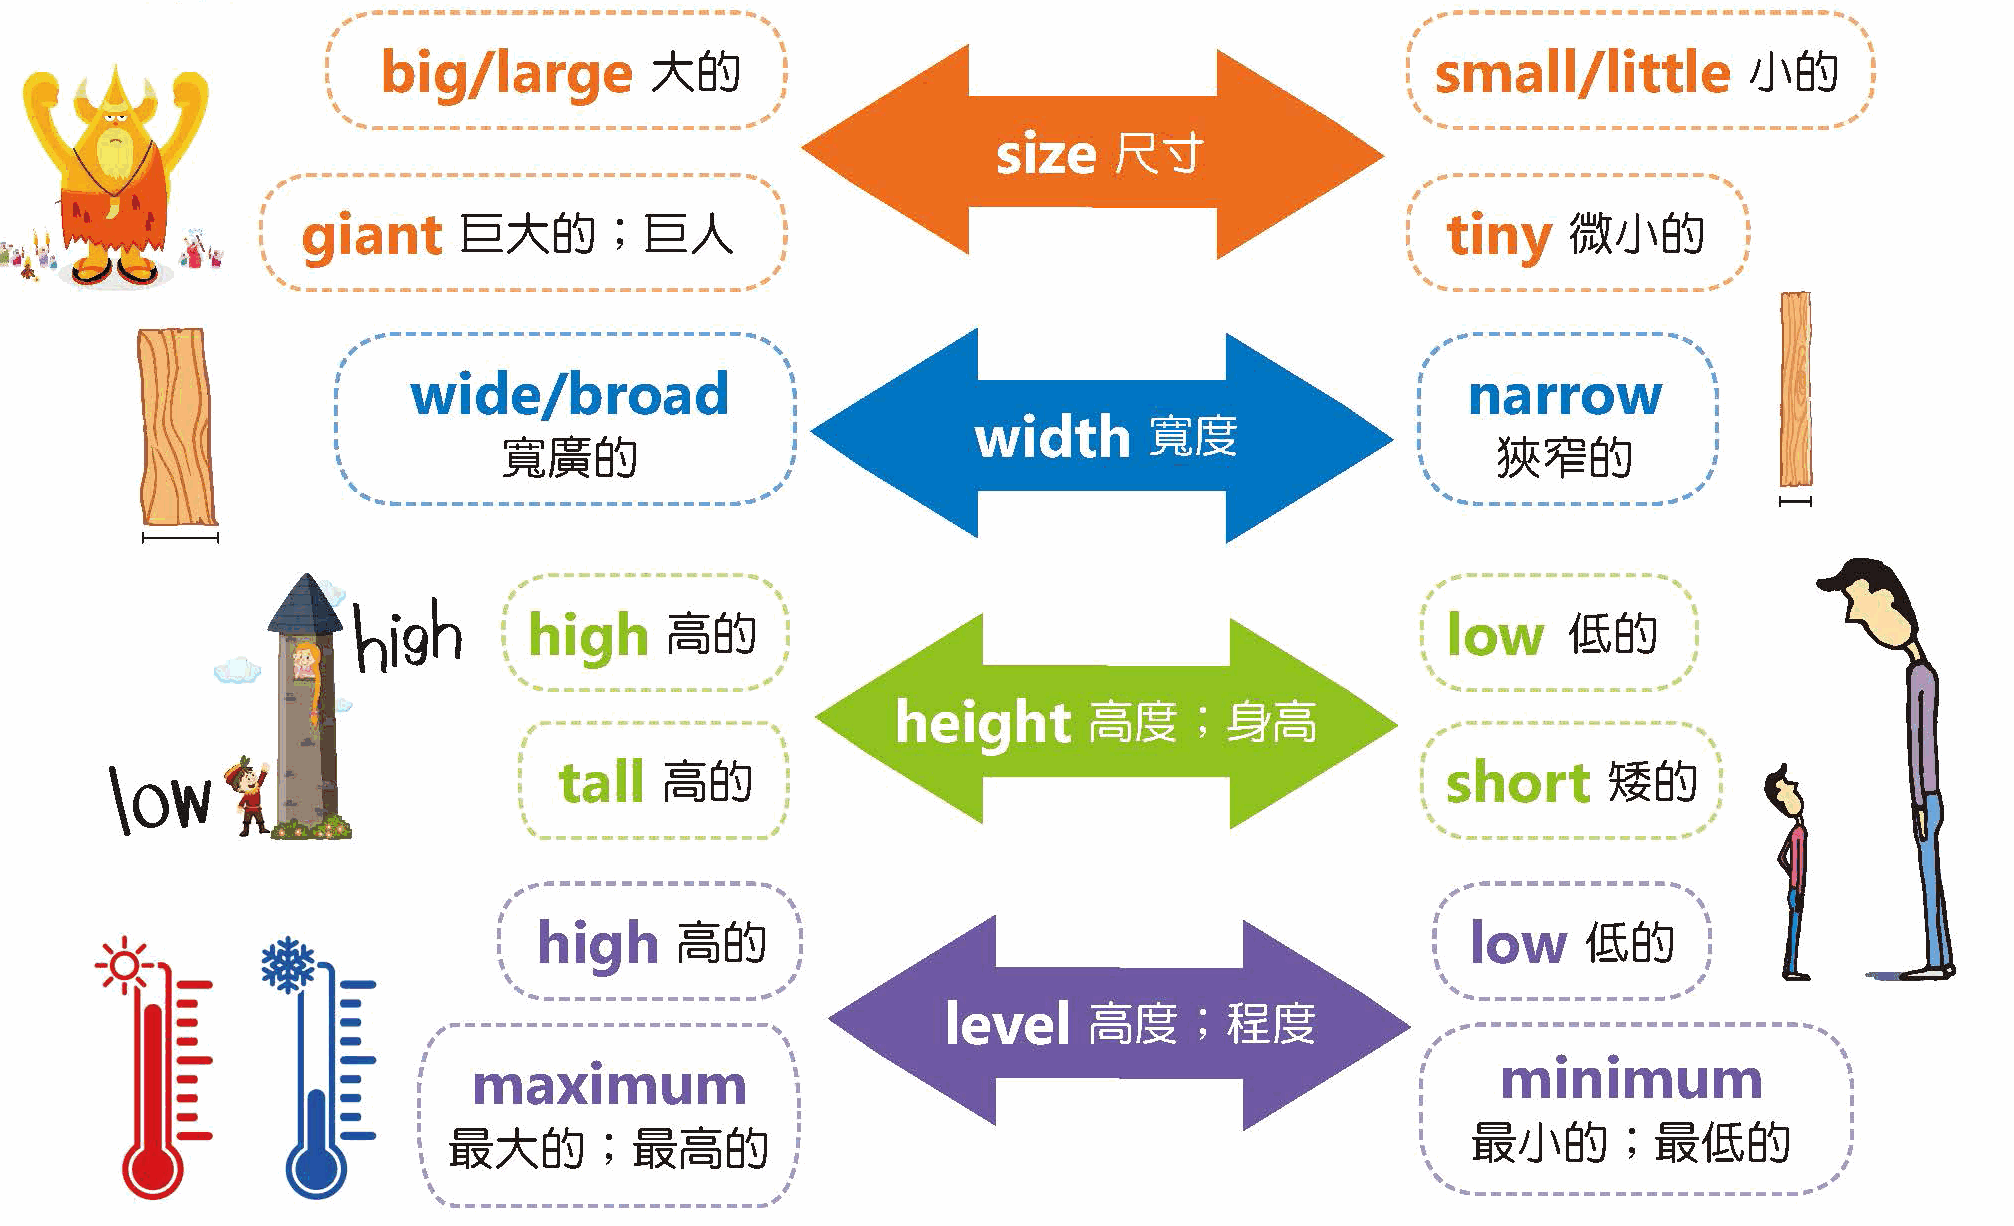 big/large 大的
size 尺寸
small/little 小的
giant 巨大的；巨人
tiny 微小的
wide/broad
寬廣的
width 寬度
narrow
狹窄的
high
low
high 高的
tall 高的
height 高度；身高
low 低的
short 矮的
high 高的
maximum
最大的；最高的
level 高度；程度
low 低的
minimum
最小的；最低的